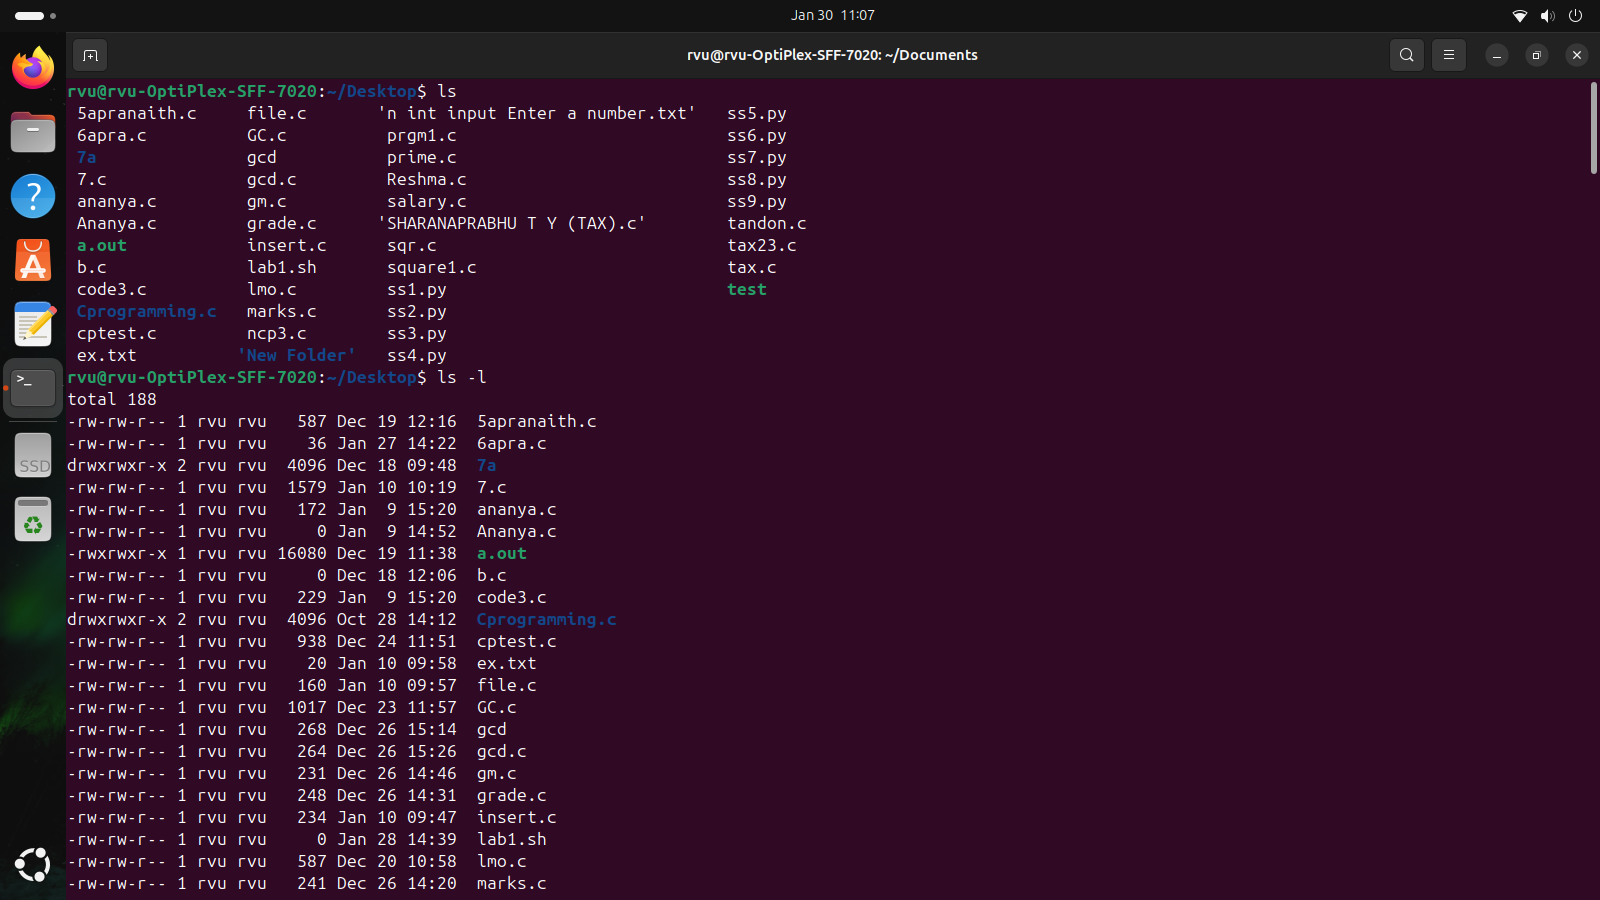 Jan 30 11:07
rvu@rvu-OptiPlex-SFF-7020: ~/Documents
rvu@rvu-OptiPlex-SFF-7020:~/Desktop$ ls
5apranaith.c file.c 'n int input Enter a number.txt' ss5.py
6apra.c GC.c prgm1.c ss6.py
7a gcd prime.c ss7.py
7.c gcd.c Reshma.c ss8.py
ananya.c gm.c salary.c ss9.py
Ananya.c grade.c 'SHARANAPRABHU T Y (TAX).c' tandon.c
a.out insert.c sqr.c tax23.c
b.c lab1.sh square1.c tax.c
code3.c lmo.c ss1.py test
Cprogramming.c marks.c ss2.py
cptest.c ncp3.c ss3.py
ex.txt 'New Folder' ss4.py
rvu@rvu-OptiPlex-SFF-7020:~/Desktop$ ls -l
total 188
-rw-rw-r-- 1 rvu rvu 587 Dec 19 12:16 5apranaith.c
-rw-rw-r-- 1 rvu rvu 36 Jan 27 14:22 6apra.c
drwxrwxr-x 2 rvu rvu 4096 Dec 18 09:48 7a
-rw-rw-r-- 1 rvu rvu 1579 Jan 10 10:19 7.c
-rw-rw-r-- 1 rvu rvu 172 Jan 9 15:20 ananya.c
-rw-rw-r-- 1 rvu rvu 0 Jan 9 14:52 Ananya.c
-rwxrwxr-x 1 rvu rvu 16080 Dec 19 11:38 a.out
-rw-rw-r-- 1 rvu rvu 0 Dec 18 12:06 b.c
-rw-rw-r-- 1 rvu rvu 229 Jan 9 15:20 code3.c
drwxrwxr-x 2 rvu rvu 4096 Oct 28 14:12 Cprogramming.c
-rw-rw-r-- 1 rvu rvu 938 Dec 24 11:51 cptest.c
-rw-rw-r-- 1 rvu rvu 20 Jan 10 09:58 ex.txt
-rw-rw-r-- 1 rvu rvu 160 Jan 10 09:57 file.c
-rw-rw-r-- 1 rvu rvu 1017 Dec 23 11:57 GC.c
-rw-rw-r-- 1 rvu rvu 268 Dec 26 15:14 gcd
-rw-rw-r-- 1 rvu rvu 264 Dec 26 15:26 gcd.c
-rw-rw-r-- 1 rvu rvu 231 Dec 26 14:46 gm.c
-rw-rw-r-- 1 rvu rvu 248 Dec 26 14:31 grade.c
-rw-rw-r-- 1 rvu rvu 234 Jan 10 09:47 insert.c
-rw-rw-r-- 1 rvu rvu 0 Jan 28 14:39 lab1.sh
-rw-rw-r-- 1 rvu rvu 587 Dec 20 10:58 lmo.c
-rw-rw-r-- 1 rvu rvu 241 Dec 26 14:20 marks.c
SSD